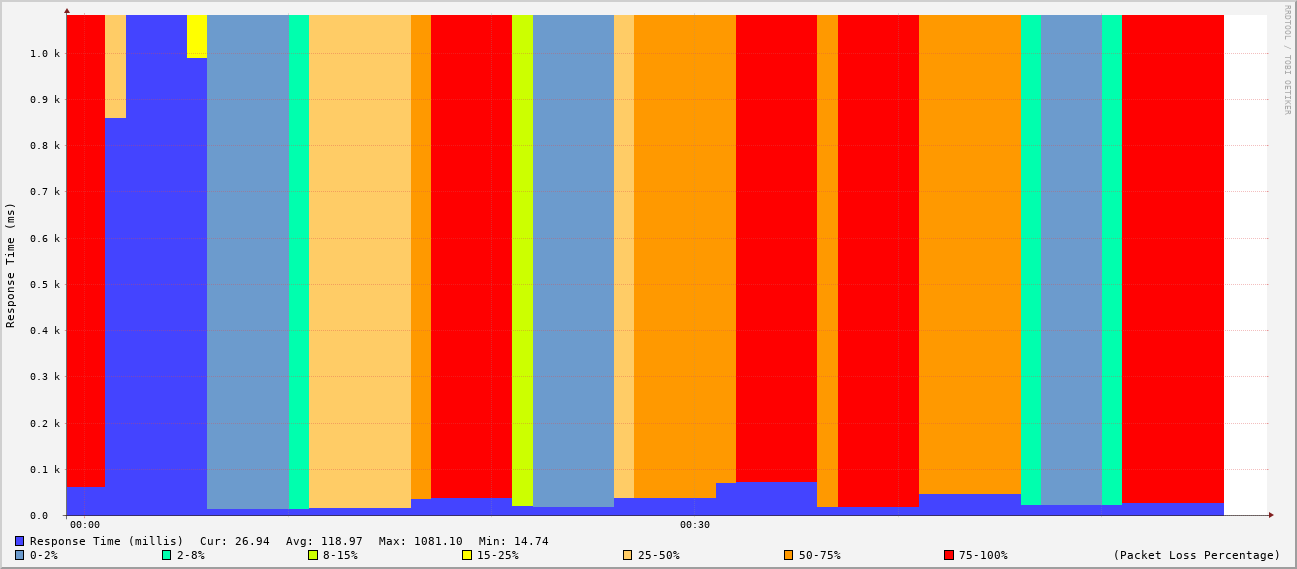 RRDTOOL / TOBI OETIKER
Response Time (ms)
1.0 k
0.9 k
0.8 k
0.7 k
0.6 k
0.5 k
0.4 k
0.3 k
0.2 k
0.1 k
0.0
00:00 00:30
Response Time (millis) Cur: 26.94 Avg: 118.97 Max: 1081.10 Min: 14.74
0-2% 2-8% 8-15% 15-25% 25-50% 50-75% 75-100% (Packet Loss Percentage)